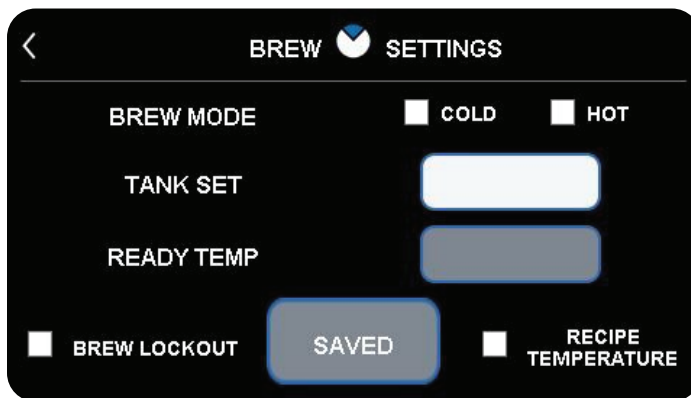 BREW SETTINGS
BREW MODE COLD HOT
TANK SET
READY TEMP
BREW LOCKOUT SAVED RECIPE
TEMPERATURE